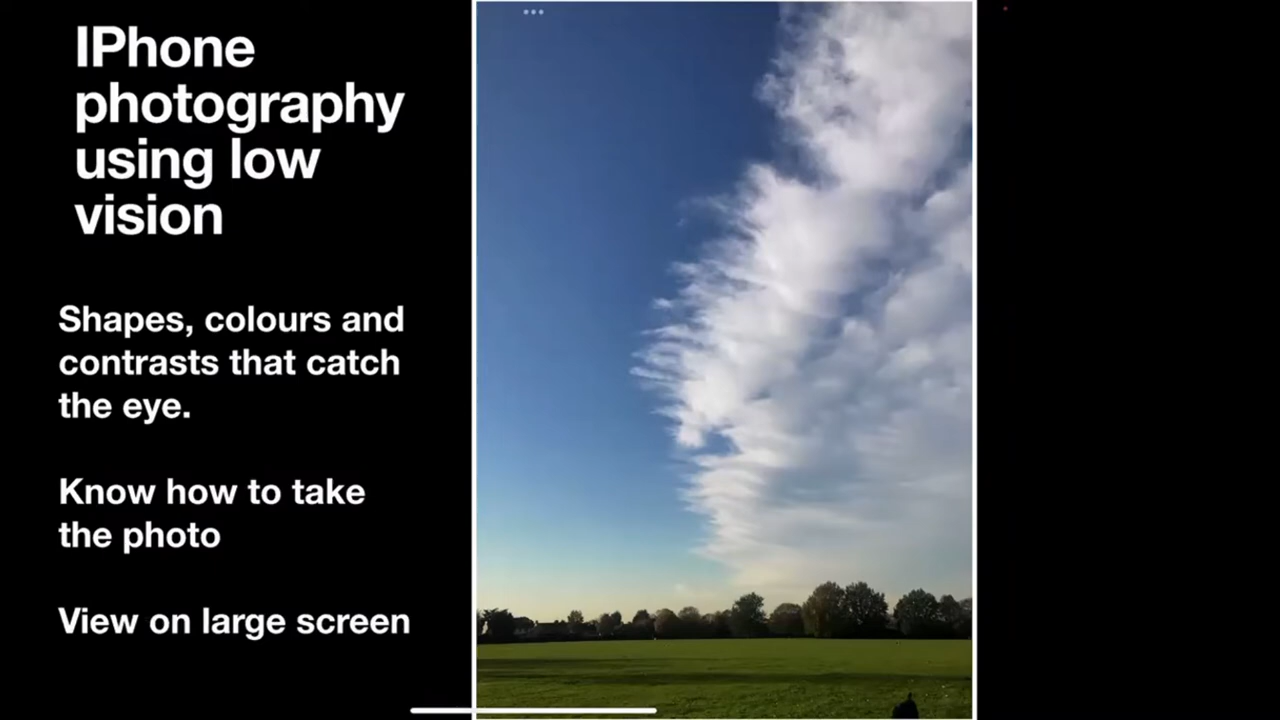 IPhone
photography
using low
vision
Shapes, colours and
contrasts that catch
the eye.
Know how to take
the photo
View on large screen